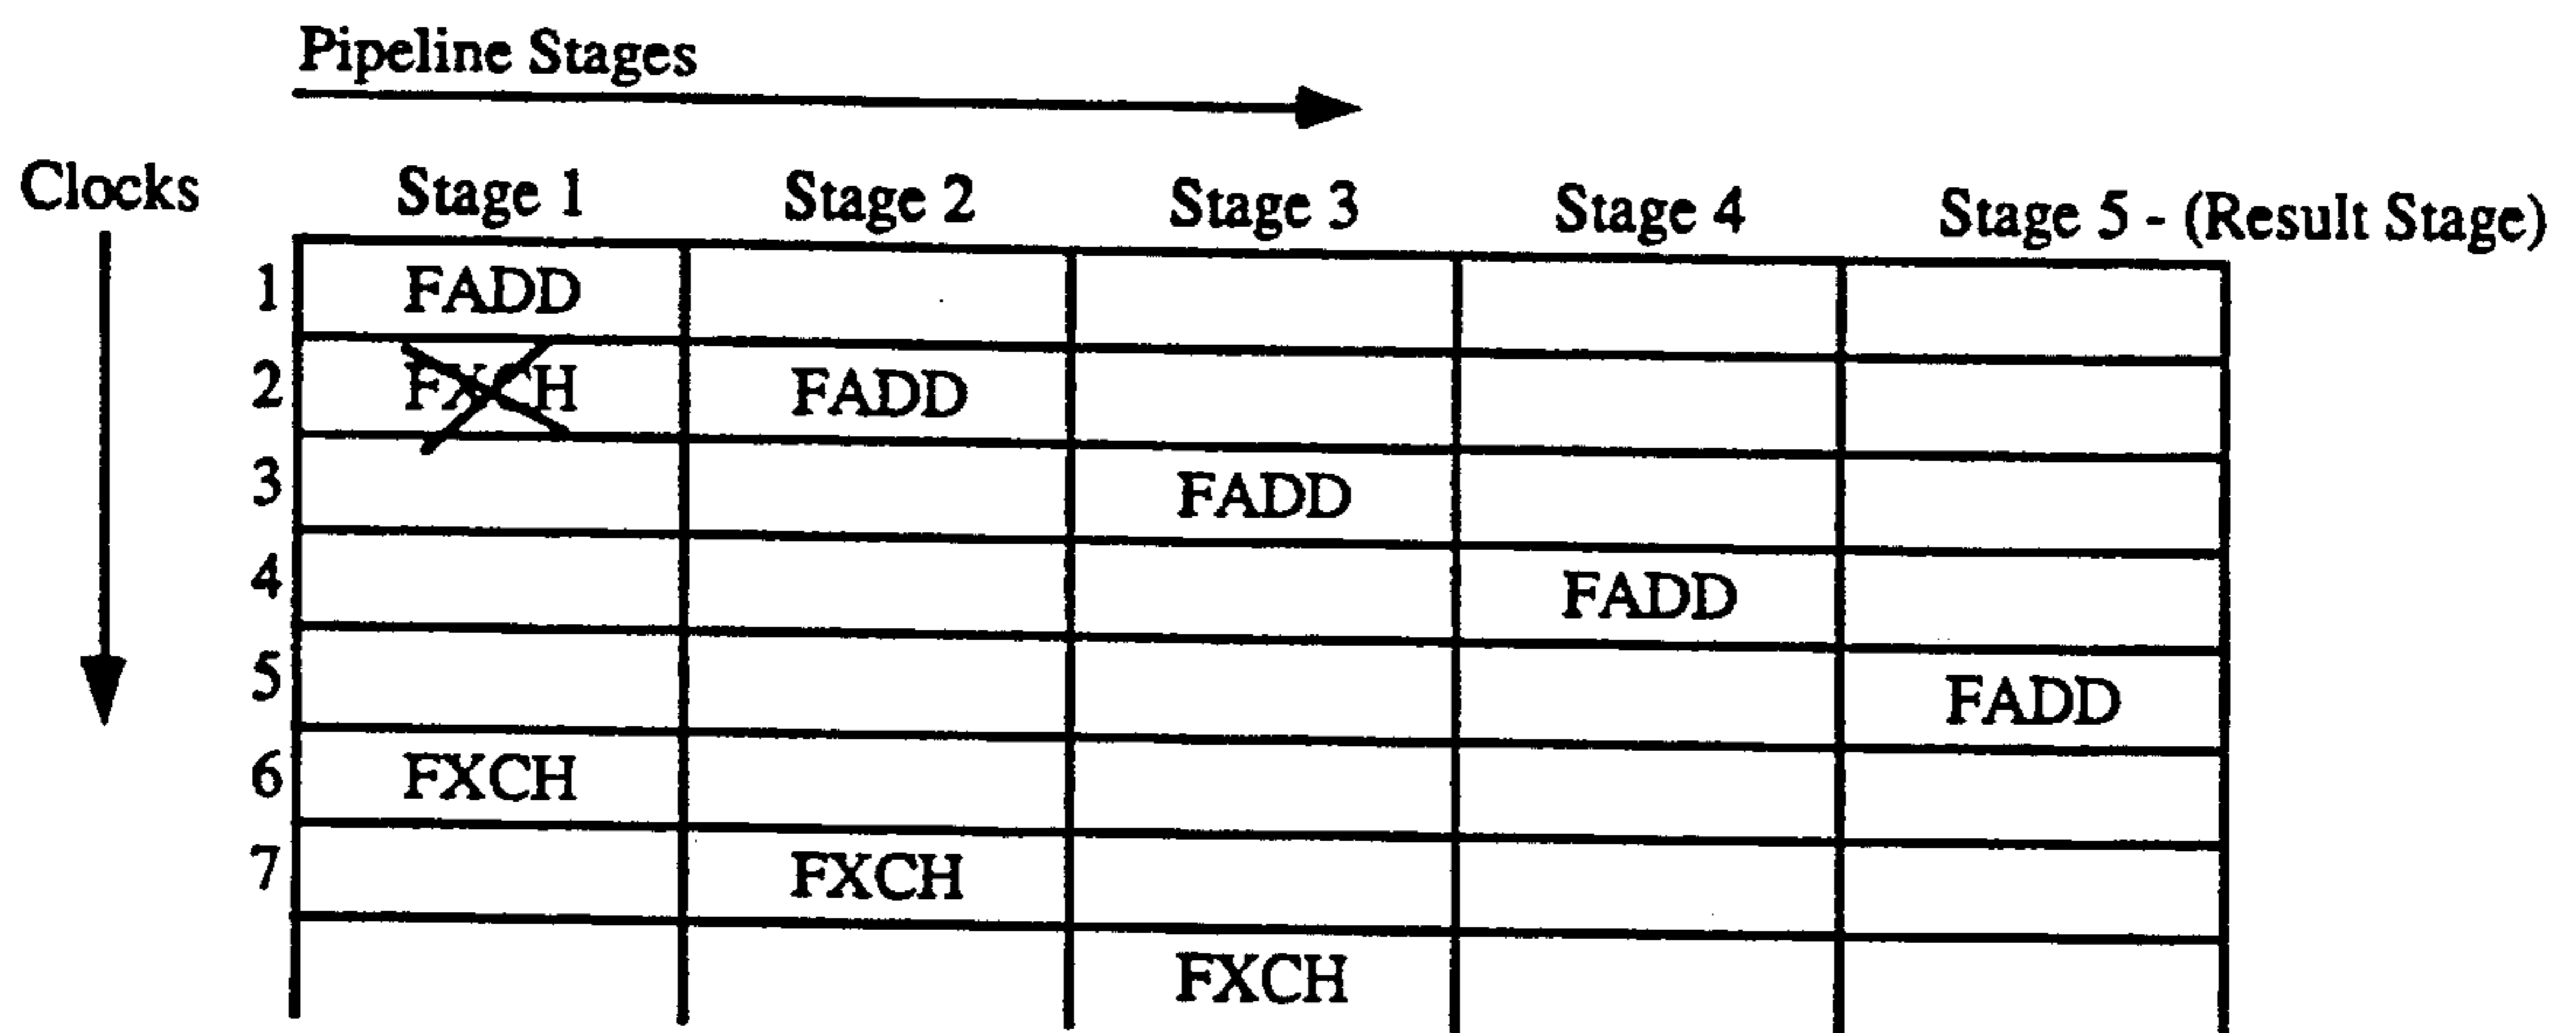 Pipeline Stages
Clocks
Stage 1 Stage 2 Stage 3 Stage 4 Stage 5 - (Result Stage)
1 FADD
2 FXCH FADD
3 FADD
4 FADD
5 FADD
6 FXCH
7 FXCH
FXCH